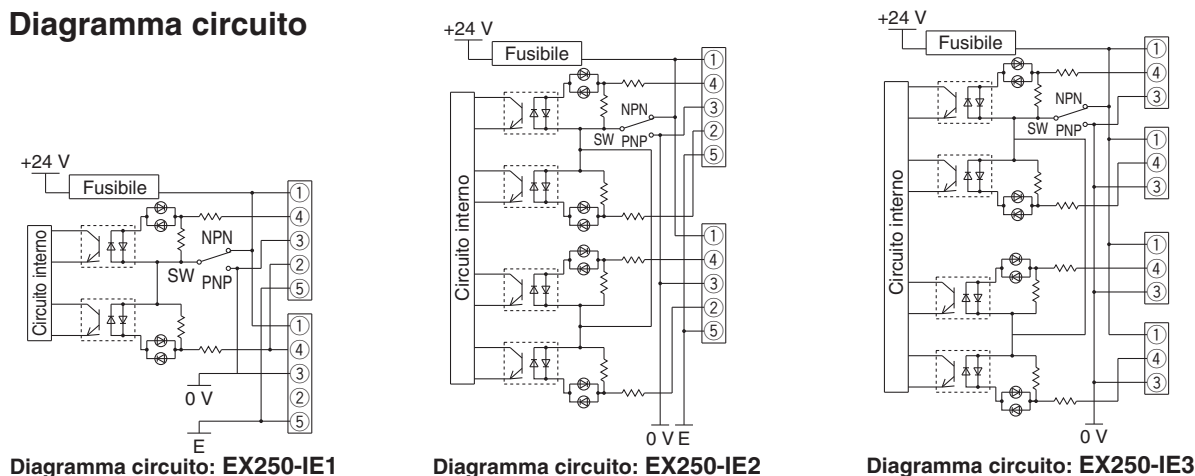 Diagramma circuito
+24 V
Fusibile
Circuito interno
NPN
SW PNP
①
④
③
②
⑤
①
④
③
②
⑤
0 V
E
Diagramma circuito: EX250-IE1
+24 V
Fusibile
Circuito interno
NPN
SW PNP
①
④
③
②
⑤
①
④
③
②
⑤
0 V E
Diagramma circuito: EX250-IE2
+24 V
Fusibile
Circuito interno
NPN
SW PNP
①
④
③
①
④
③
①
④
③
①
④
③
0 V
Diagramma circuito: EX250-IE3